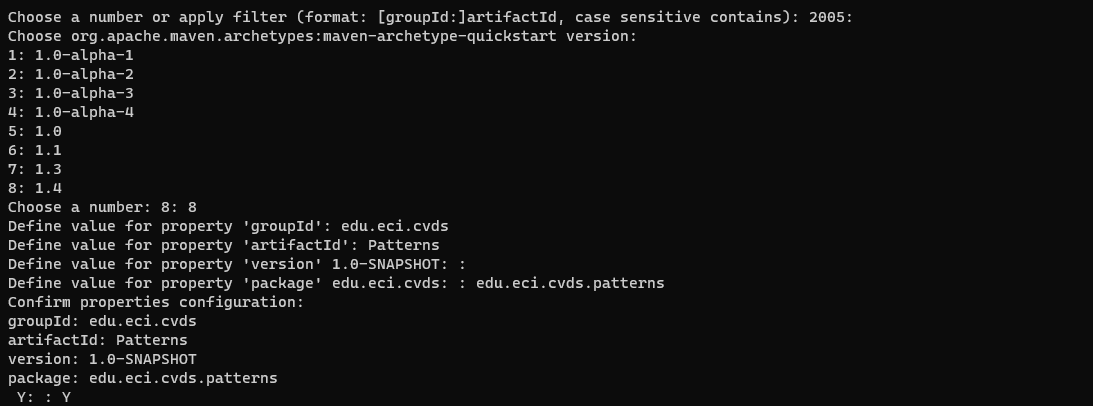 Choose a number or apply filter (format: [groupId:]artifactId, case sensitive contains): 2005:
Choose org.apache.maven.archetypes:maven-archetype-quickstart version:
1: 1.0-alpha-1
2: 1.0-alpha-2
3: 1.0-alpha-3
4: 1.0-alpha-4
5: 1.0
6: 1.1
7: 1.3
8: 1.4
Choose a number: 8: 8
Define value for property 'groupId': edu.eci.cvds
Define value for property 'artifactId': Patterns
Define value for property 'version' 1.0-SNAPSHOT: :
Define value for property 'package' edu.eci.cvds: : edu.eci.cvds.patterns
Confirm properties configuration:
groupId: edu.eci.cvds
artifactId: Patterns
version: 1.0-SNAPSHOT
package: edu.eci.cvds.patterns
 Y: : Y